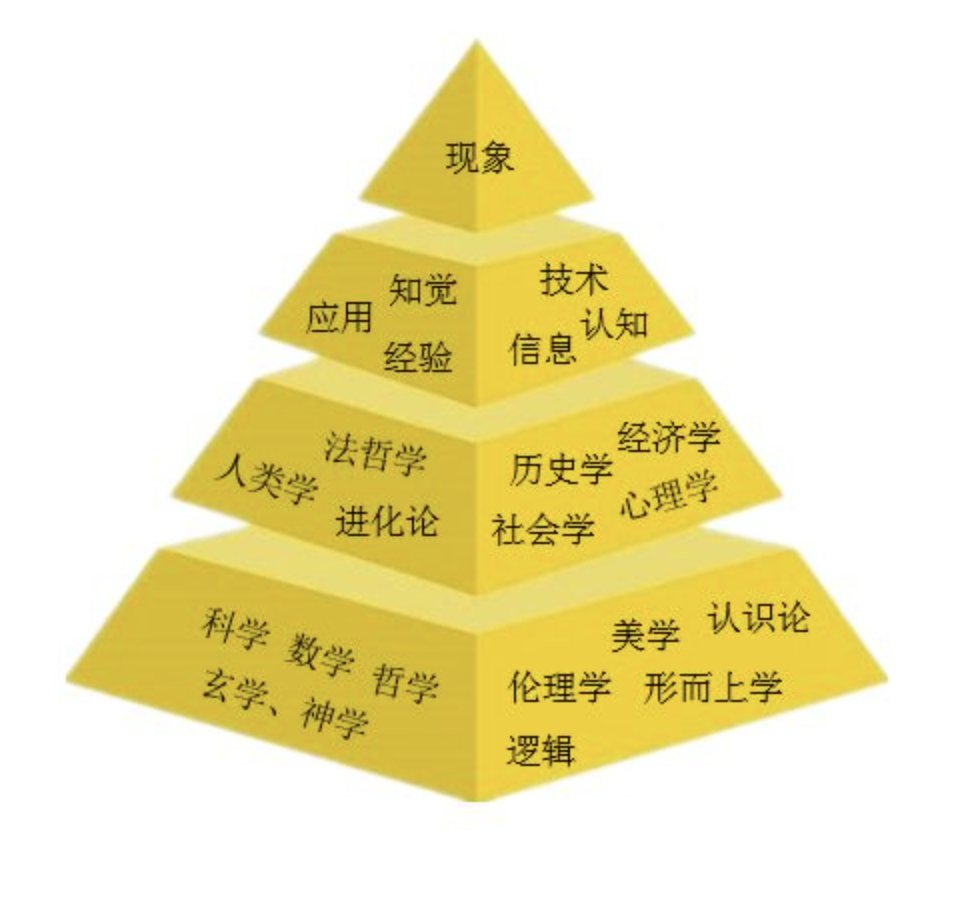 现象
知觉
应用
经验
技术
认知
信息
法哲学
人类学
进化论
经济学
历史学
心理学
社会学
科学 数学 哲学
玄学、神学
美学 认识论
伦理学 形而上学
逻辑